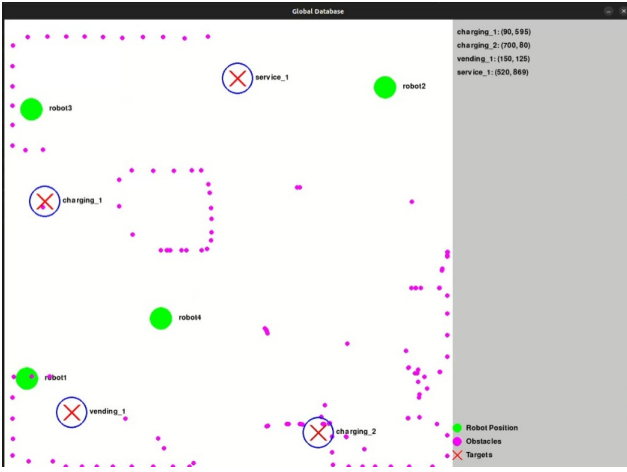 Global Database
charging_1: (90, 595)
charging_2: (700, 80)
vending_1: (150, 125)
service_1: (520, 869)
service_1
robot2
robot3
charging_1
robot4
robot1
vending_1
charging_2
Robot Position
Obstacles
Targets